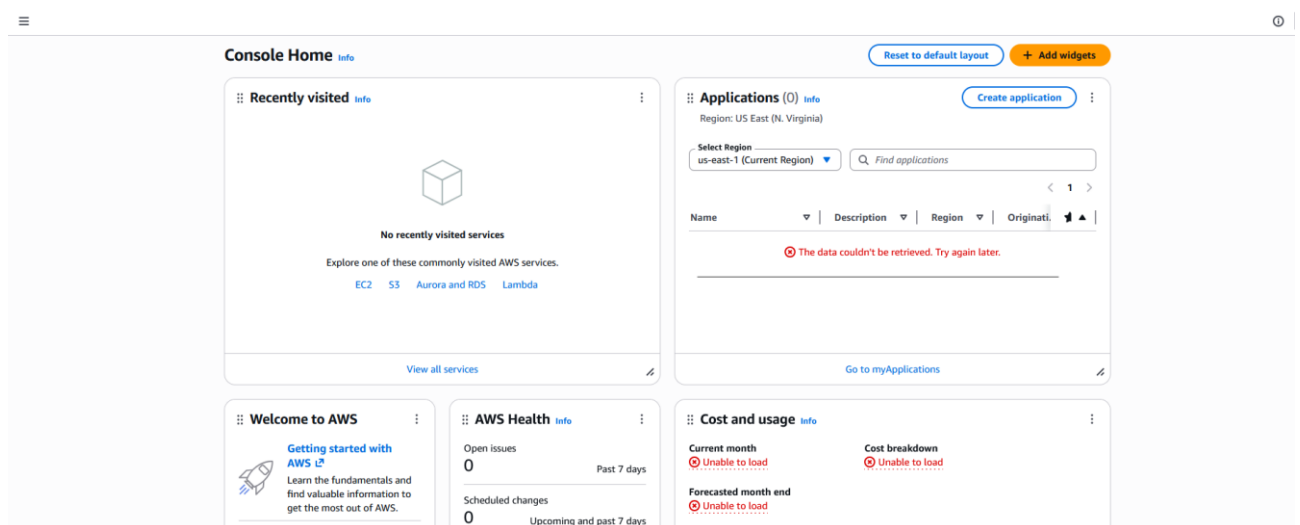 Console Home Info
Reset to default layout
+ Add widgets
Recently visited Info
No recently visited services
Explore one of these commonly visited AWS services.
EC2 S3 Aurora and RDS Lambda
View all services
Applications (0) Info
Create application
Region: US East (N. Virginia)
Select Region
us-east-1 (Current Region)
Find applications
1
Name Description Region Originati.
The data couldn't be retrieved. Try again later.
Go to myApplications
Welcome to AWS
Getting started with
AWS
Learn the fundamentals and
find valuable information to
get the most out of AWS.
AWS Health Info
Open issues
0 Past 7 days
Scheduled changes
0 Upcoming and past 7 days
Cost and usage Info
Current month
Unable to load
Cost breakdown
Unable to load
Forecasted month end
Unable to load